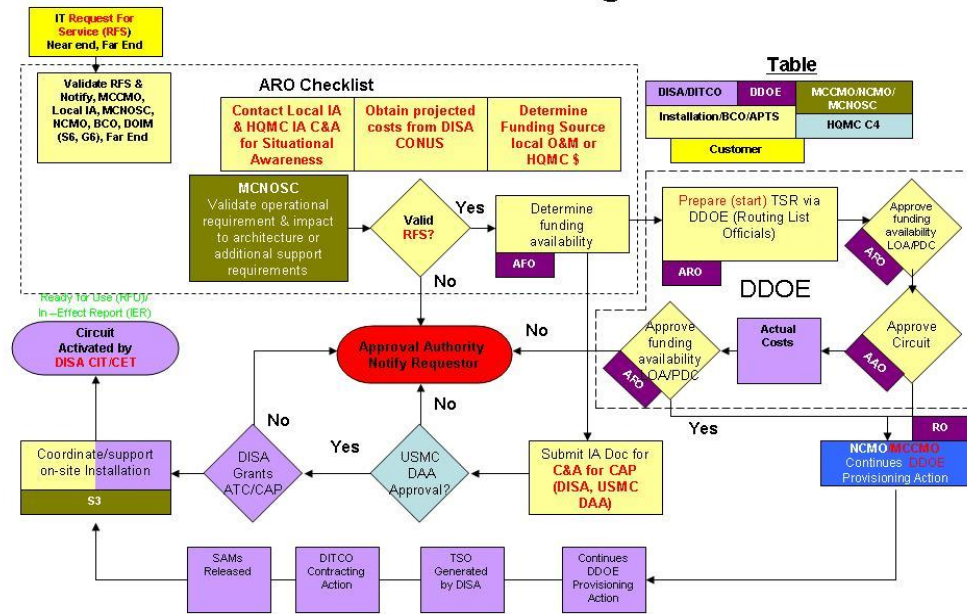 IT Request For
Service (RFS)
Near end, Far End
Validate RFS &
Notify, MCCMO,
Local IA, MCNOSC,
NCMO, BCO, DOIM
(S6, G6), Far End
ARO Checklist
Contact Local IA
& HQMC IA C&A
for Situational
Awareness
Obtain projected
costs from DISA
CONUS
Determine
Funding Source
local O&M or
HQMC $
Table
DISA/DITCO
DDOE
MCCMO/NCMO/
MCNOSC
Installation/BCO/APTS
HQMC C4
Customer
MCNOSC
Validate operational
requirement & impact
to architecture or
additional support
requirements
Valid
RFS?
Yes
Determine
funding
availability
AFO
No
Prepare (start) TSR via
DDOE (Routing List
Officials)
ARO
Approve
funding
availability
LOA/PDC
AFO
DDOE
Ready for Use (RFU)/
In –Effect Report (IER)
Circuit
Activated by
DISA CIT/CET
Approval Authority
Notify Requestor
No
Approve
funding
availability
LOA/PDC
AFO
Actual
Costs
Approve
Circuit
AAO
No
No
Yes
RO
Coordinate/support
on-site Installation
S3
DISA
Grants
ATC/CAP
Yes
USMC
DAA
Approval?
Submit IA Doc for
C&A for CAP
(DISA, USMC
DAA)
NCMO/MCCMO
Continues DDOE
Provisioning Action
SAMs
Released
DITCO
Contracting
Action
TSO
Generated
by DISA
Continues
DDOE
Provisioning
Action